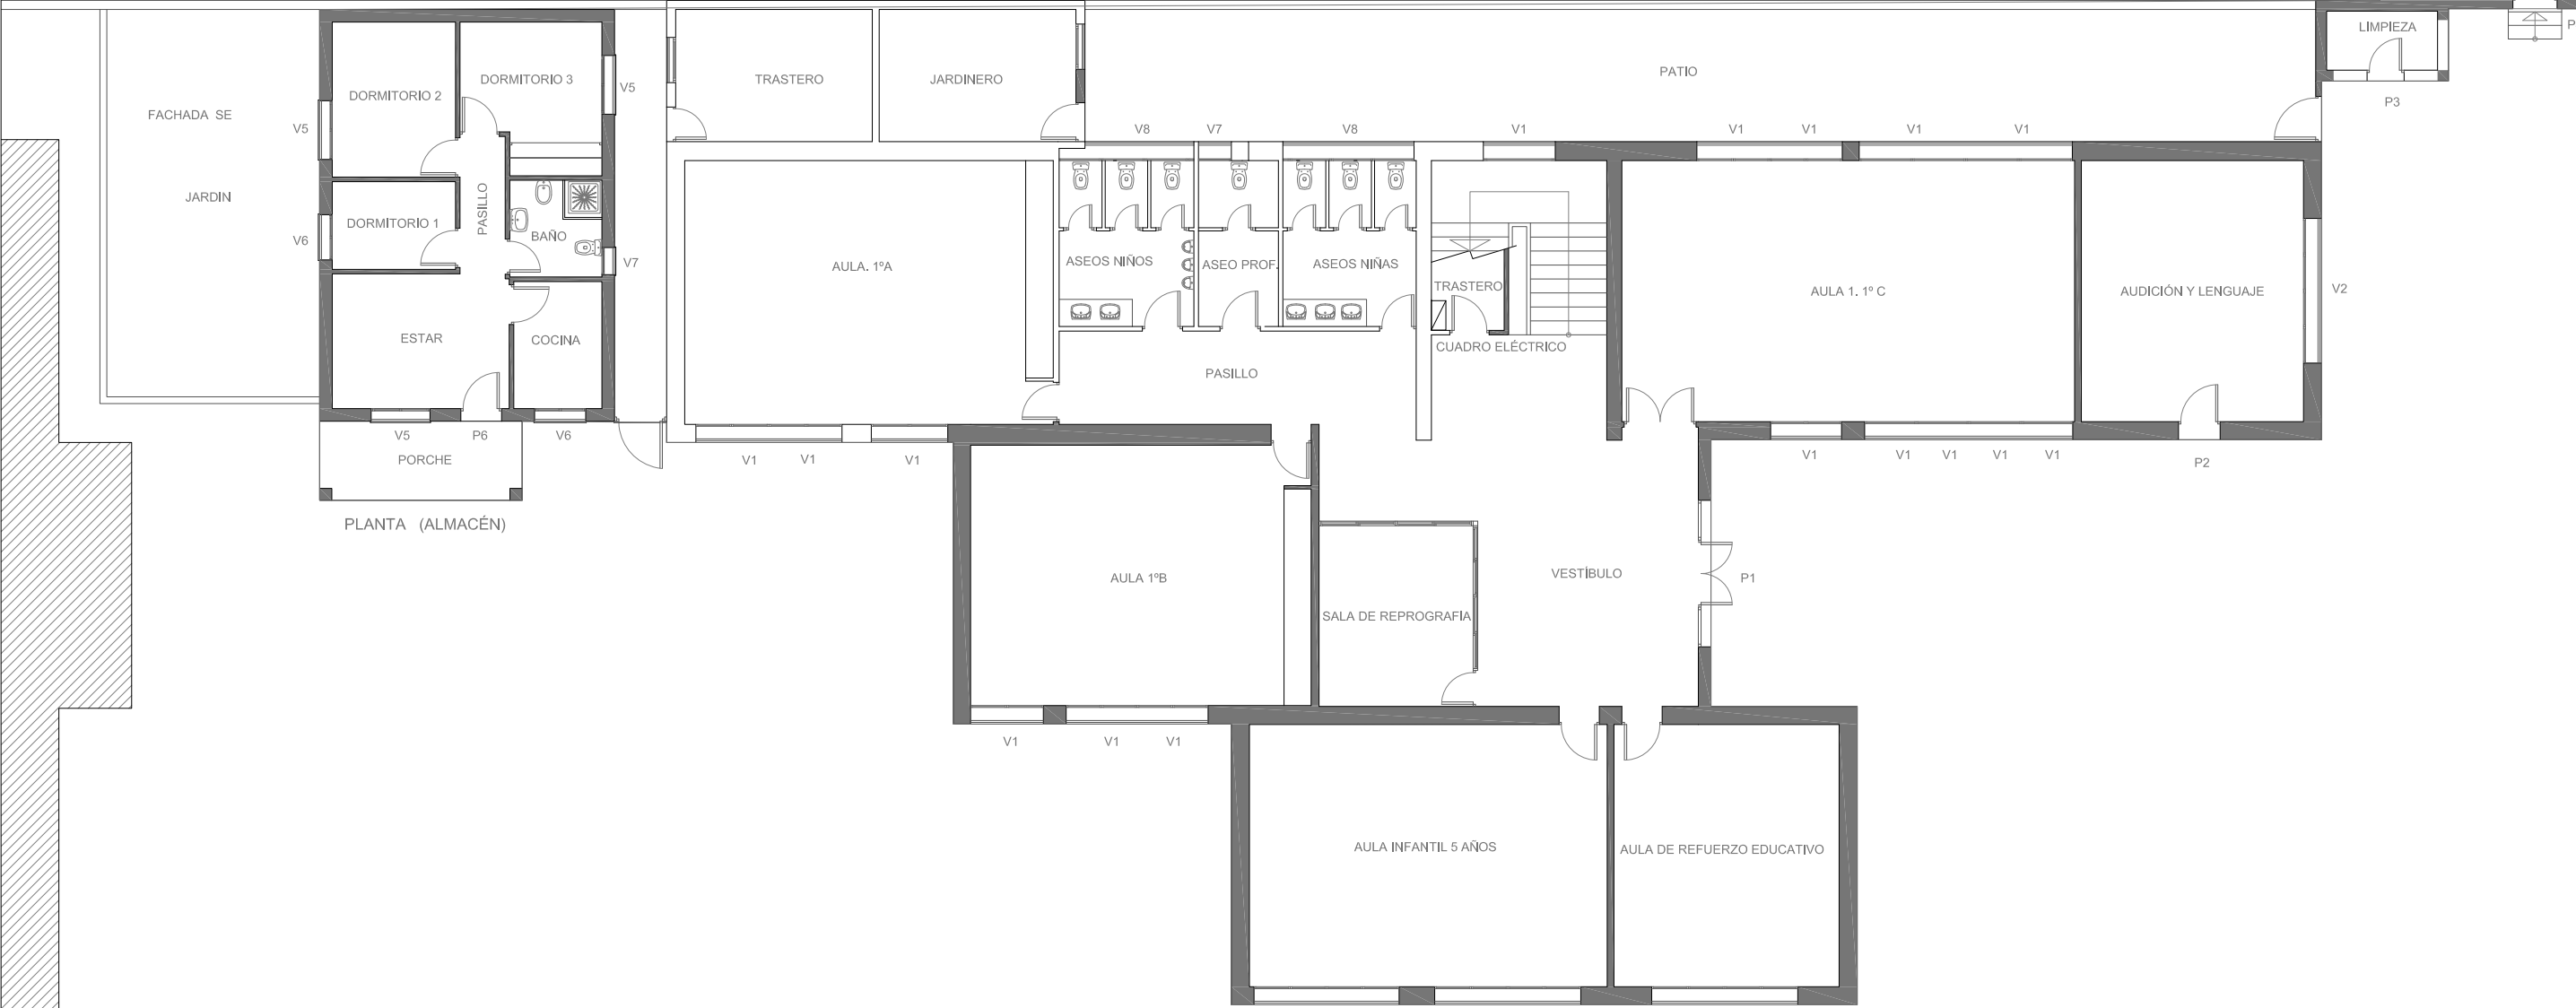 LIMPIEZA
P
DORMITORIO 3
TRASTERO
JARDINERO
PATIO
DORMITORIO 2
V5
P3
FACHADA SE
V5
V8
V7
V8
V1
V1
V1
V1
V1
JARDIN
PASILLO
DORMITORIO 1
V6
BAÑO
V7
AULA. 1ºA
ASEOS NIÑOS
ASEO PROF.
ASEOS NIÑAS
TRASTERO
AULA 1. 1º C
AUDICIÓN Y LENGUAJE
V2
ESTAR
COCINA
CUADRO ELÉCTRICO
PASILLO
V5
P6
V6
PORCHE
V1
V1
V1
V1
V1
V1
V1
V1
P2
PLANTA (ALMACÉN)
AULA 1ºB
VESTÍBULO
P1
SALA DE REPROGRAFÍA
V1
V1
V1
AULA INFANTIL 5 AÑOS
AULA DE REFUERZO EDUCATIVO